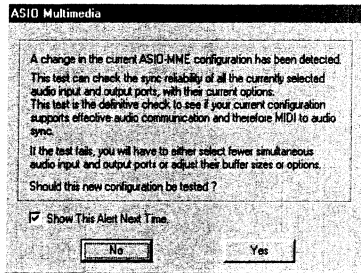 ASIO Multimedia
A change in the current ASIO-MME configuration has been detected.
This test can check the sync reliability of all the currently selected
audio input and output ports, with their current options.
This test is the definitive check to see if your current configuration
supports effective audio communication and therefore MIDI to audio
sync.
If the test fails, you will have to either select fewer simultaneous
audio input and output ports or adjust their buffer sizes or options.
Should this new configuration be tested ?
Show This Alert Next Time.
No
Yes